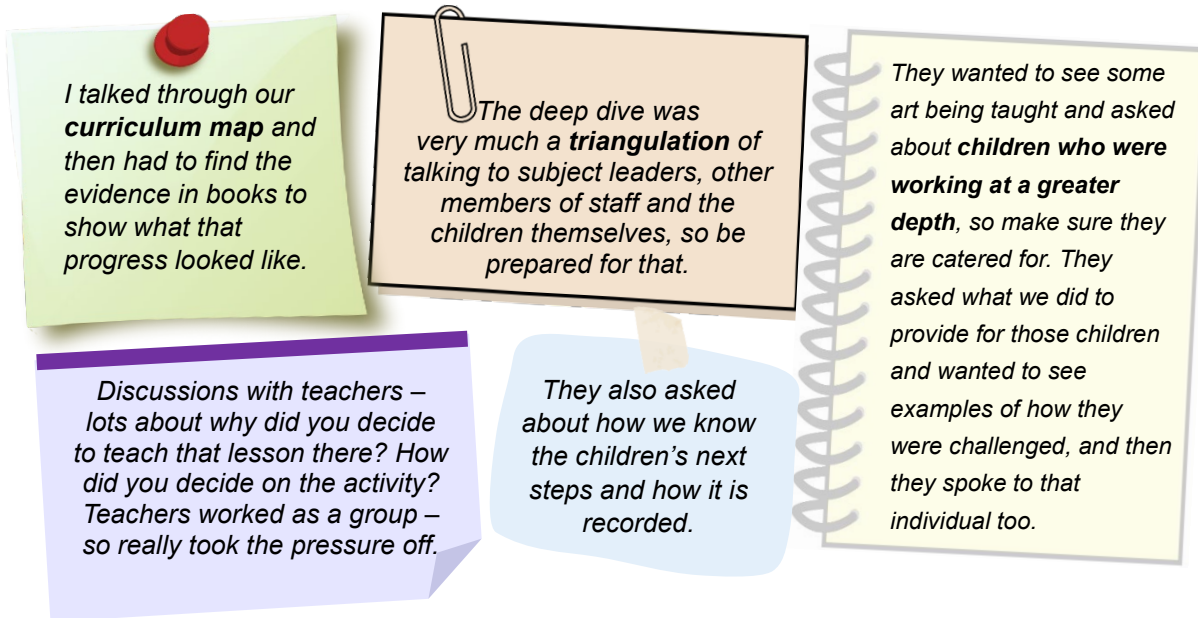 I talked through our
curriculum map and
then had to find the
evidence in books to
show what that
progress looked like.
The deep dive was
very much a triangulation of
talking to subject leaders, other
members of staff and the
children themselves, so be
prepared for that.
They wanted to see some
art being taught and asked
about children who were
working at a greater
depth, so make sure they
are catered for. They
asked what we did to
provide for those children
and wanted to see
examples of how they
were challenged, and then
they spoke to that
individual too.
Discussions with teachers –
lots about why did you decide
to teach that lesson there? How
did you decide on the activity?
Teachers worked as a group –
so really took the pressure off.
They also asked
about how we know
the children's next
steps and how it is
recorded.